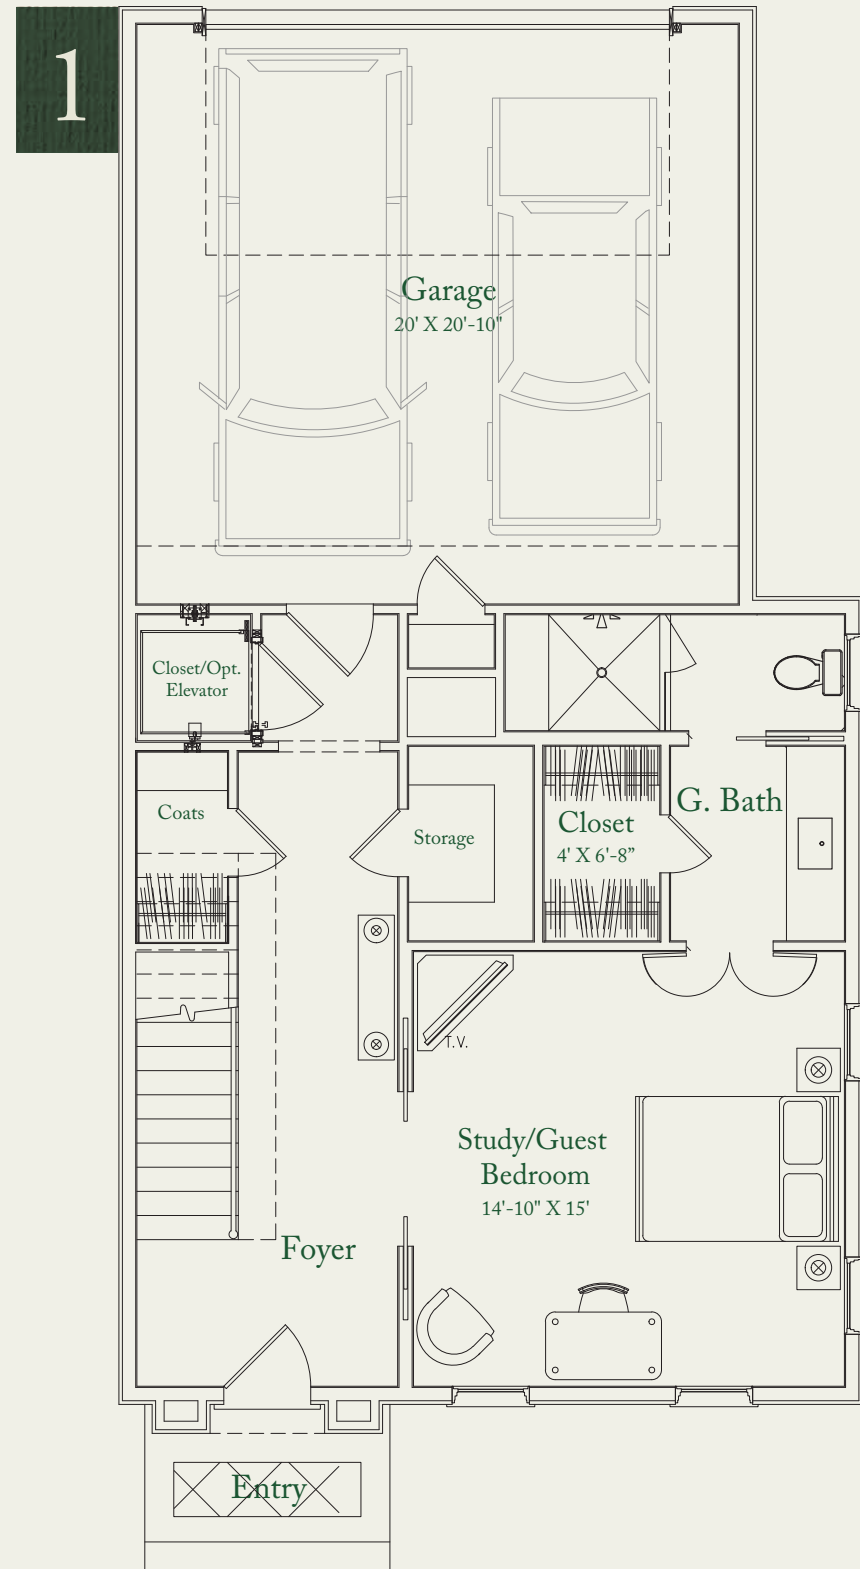 1
Garage
20' X 20'-10"
Closet/Opt.
Elevator
Coats
Storage
Closet
4' X 6'-8”
G. Bath
T.V.
Study/Guest
Bedroom
14'-10" X 15'
Foyer
Entry